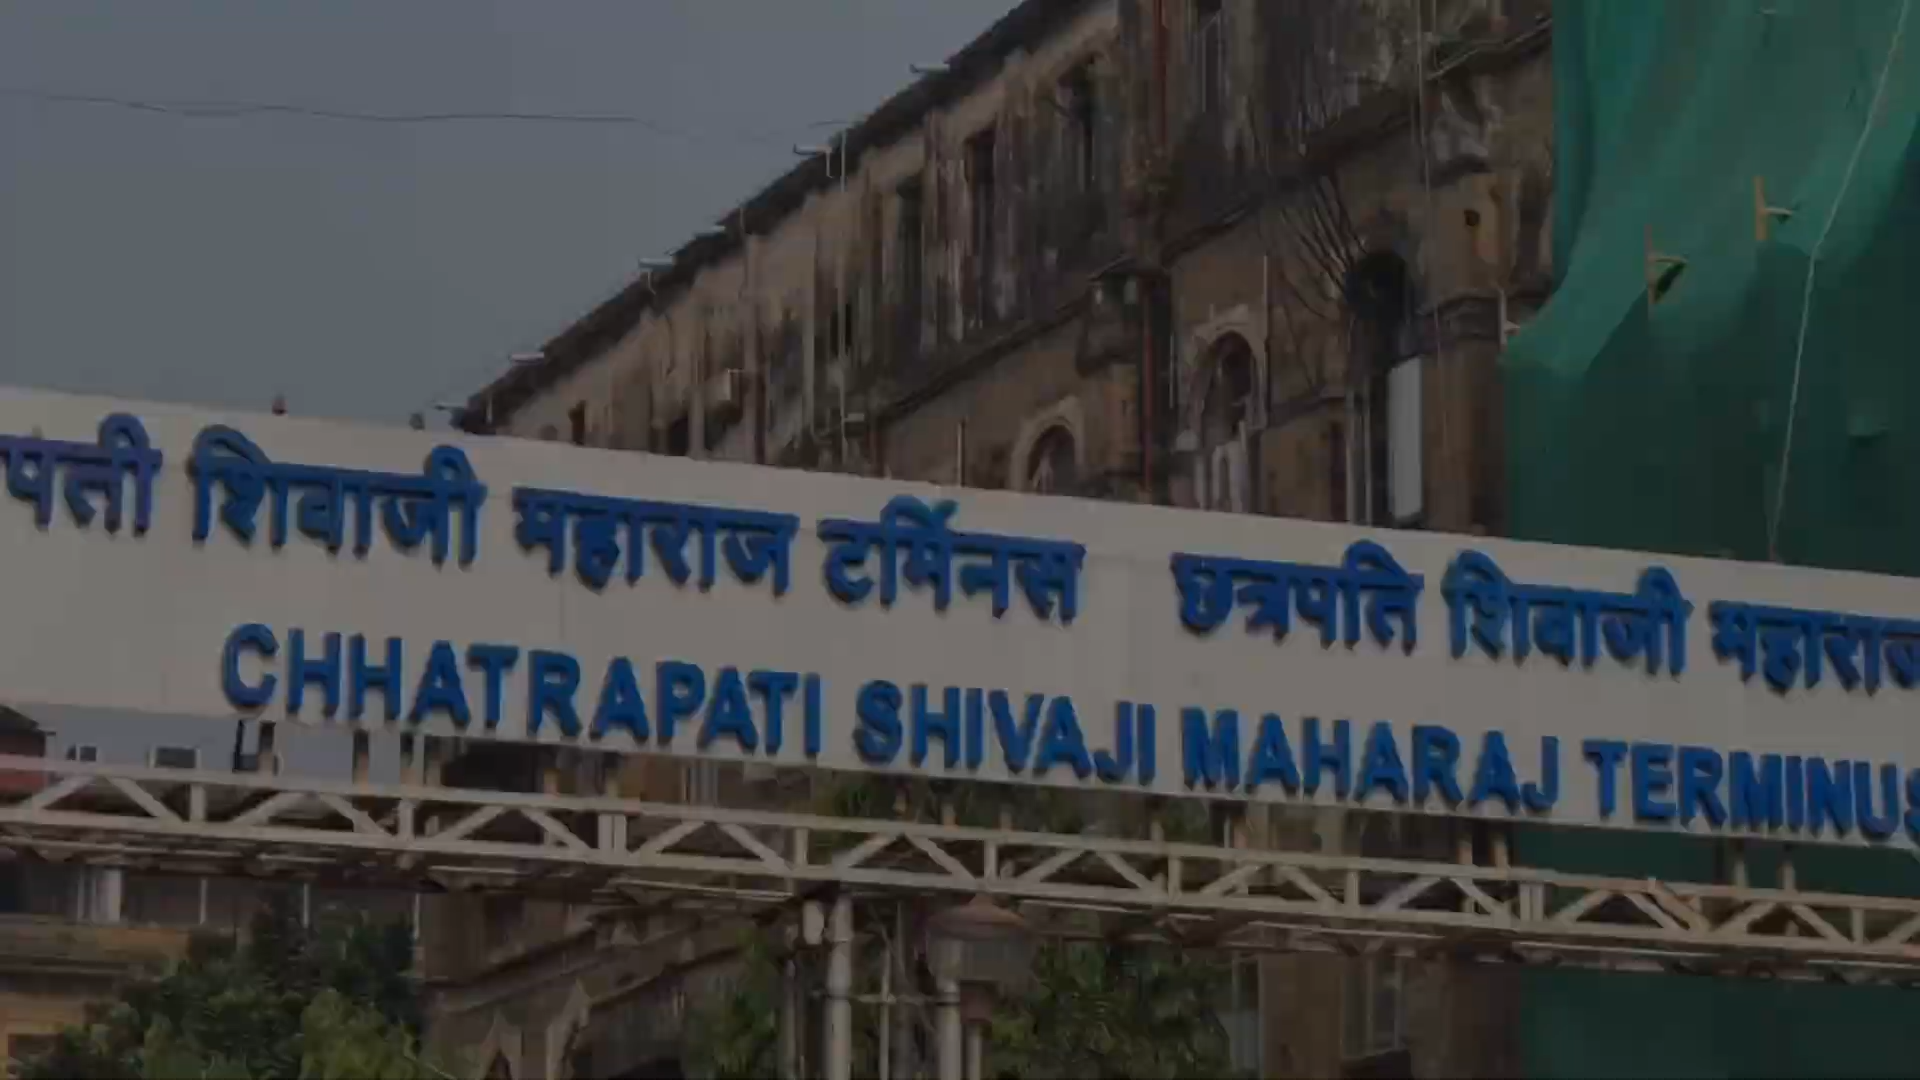 पती शिवाजी महाराज टर्मिनस छत्रपति शिवाजी महाराज
CHHATRAPATI SHIVAJI MAHARAJ TERMINUS